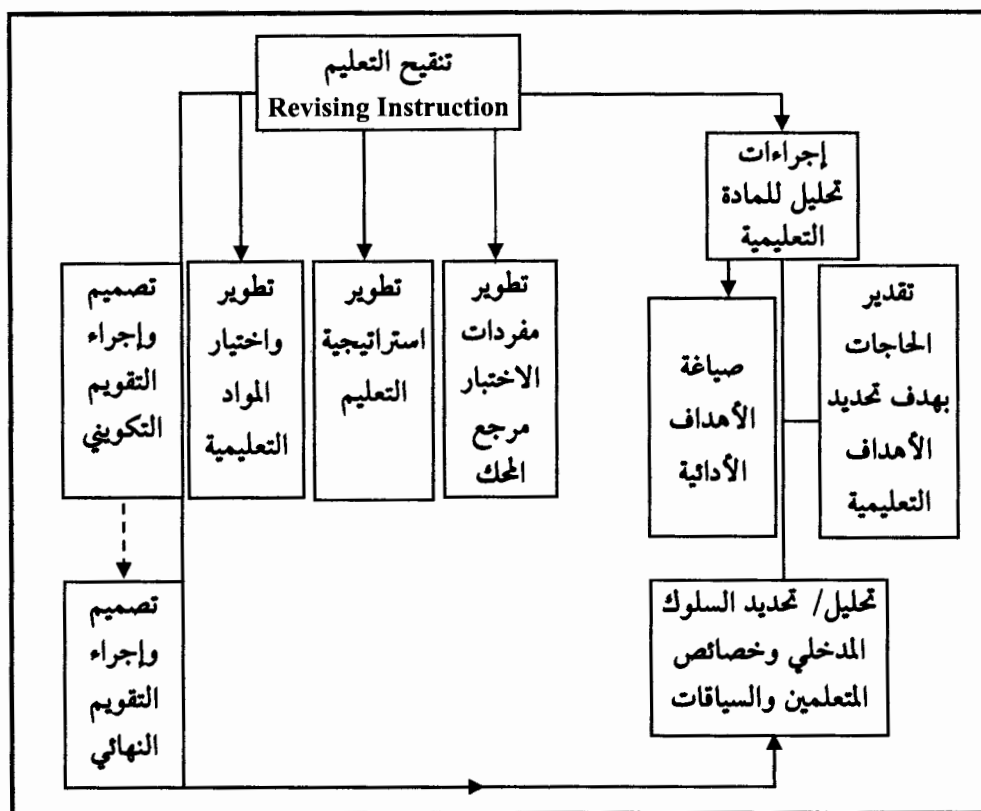 تنقيح التعليم
Revising Instruction
إجراءات
تحليل للمادة
التعليمية
تقدير
الحاجات
بهدف تحديد
الأهداف
التعليمية
صياغة
الأهداف
الأدائية
تطوير
مفردات
الاختبار
مرجع
المحك
تطوير
استراتيجية
التعليم
تطوير
واختيار
المواد
التعليمية
تصميم
وإجراء
التقويم
التكويني
تحليل/ تحديد السلوك
المدخلي وخصائص
المتعلمين والسياقات
تصميم
وإجراء
التقويم
النهائي